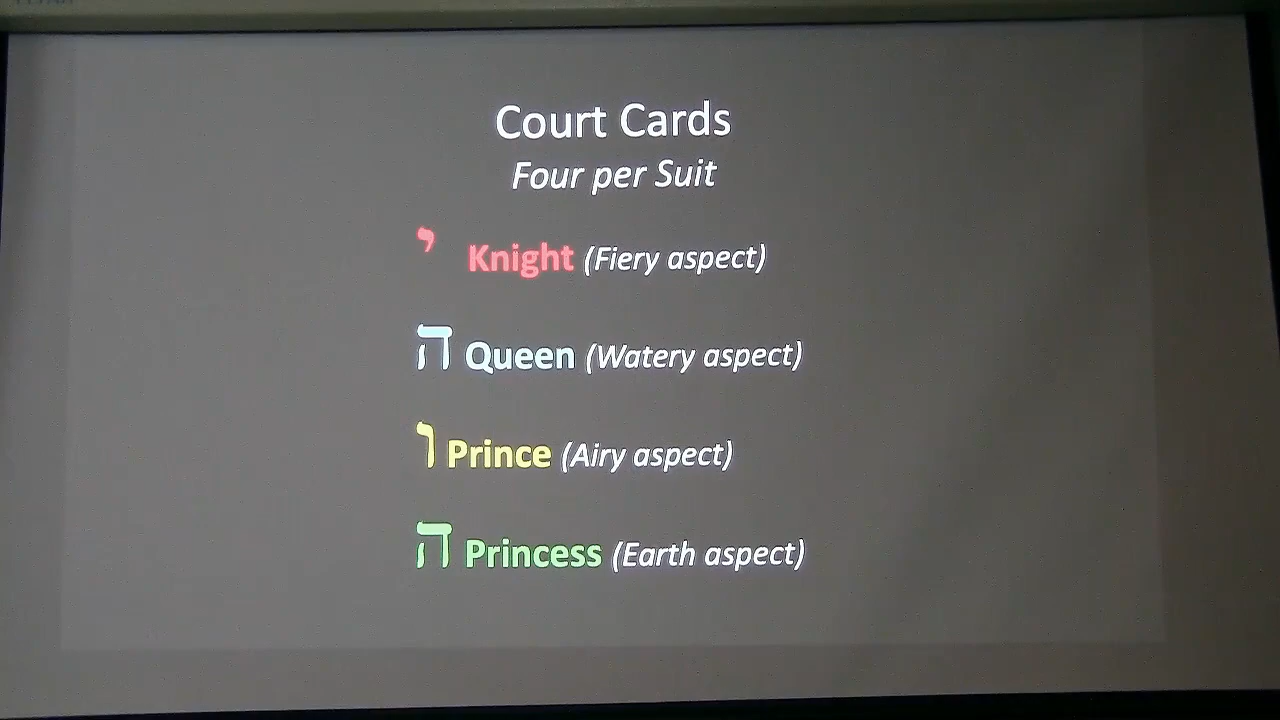 Court Cards
Four per Suit
י Knight (Fiery aspect)
ה Queen (Watery aspect)
ו Prince (Airy aspect)
ה Princess (Earth aspect)